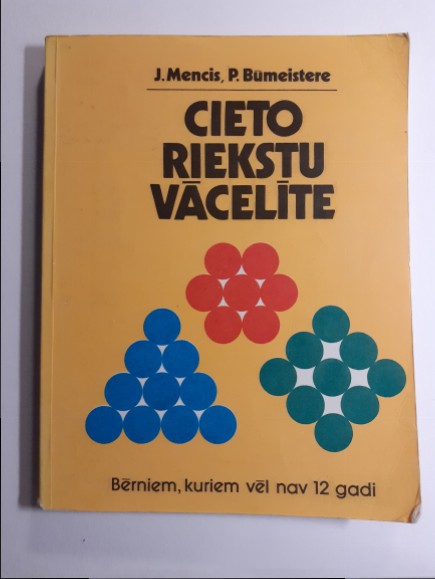 J. Mencis, P. Būmeistere
CIETO
RIEKSTU
VĀCELĪTE
Bērniem, kuriem vēl nav 12 gadi